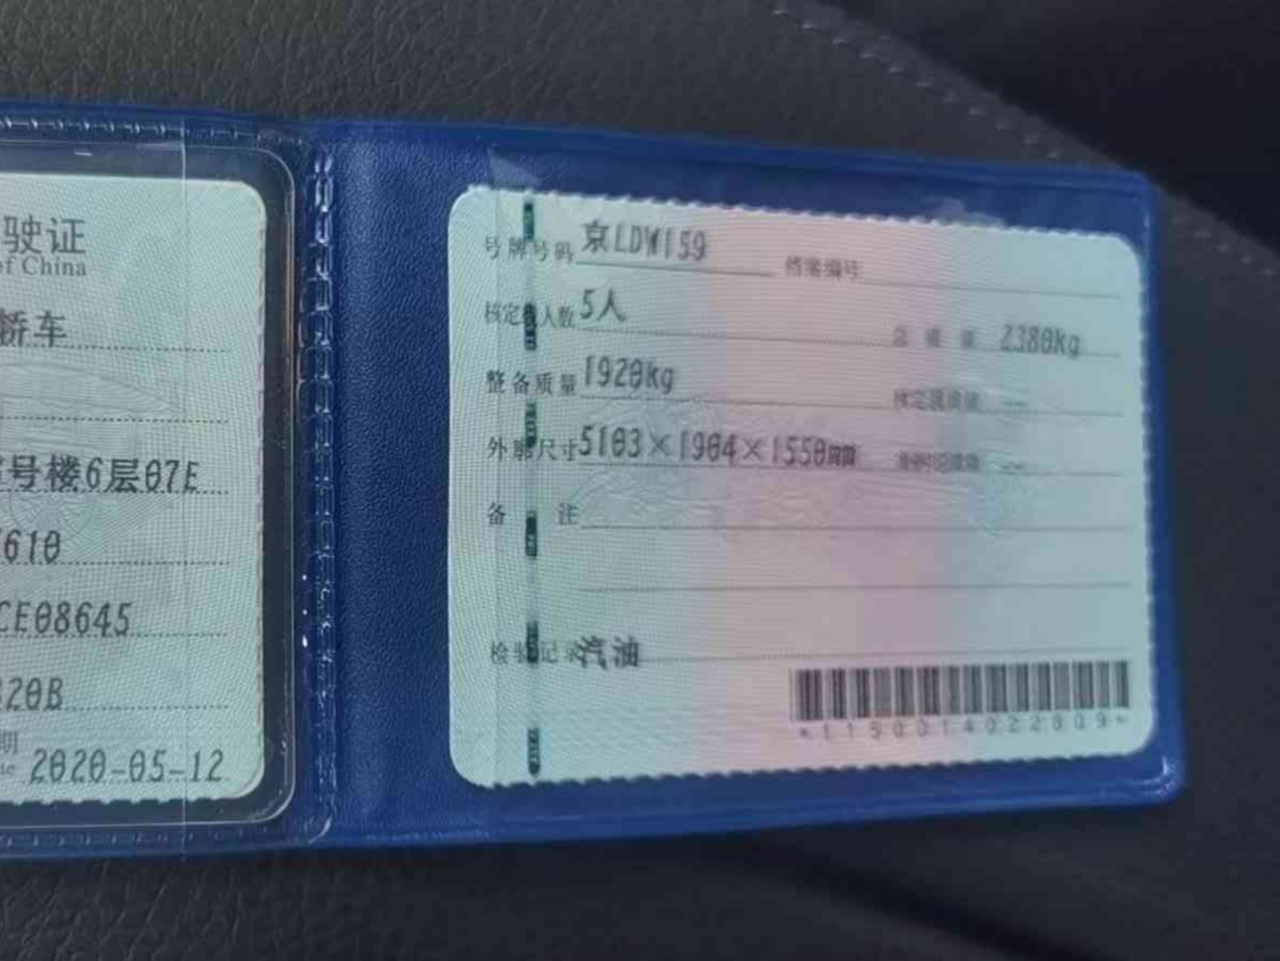 驶证
of China
轿车
号楼6层07E
610
CE08645
20B
期
2020-05-12
号牌号码 京LDW159 档案编号
核定 人数 5人 总质量 2380kg
整备质量 1920kg 核定载质量 --
外廓尺寸 5103×1904×1550mm 准牵引总质量 --
备注
检验记录 汽油
*1150014022809*